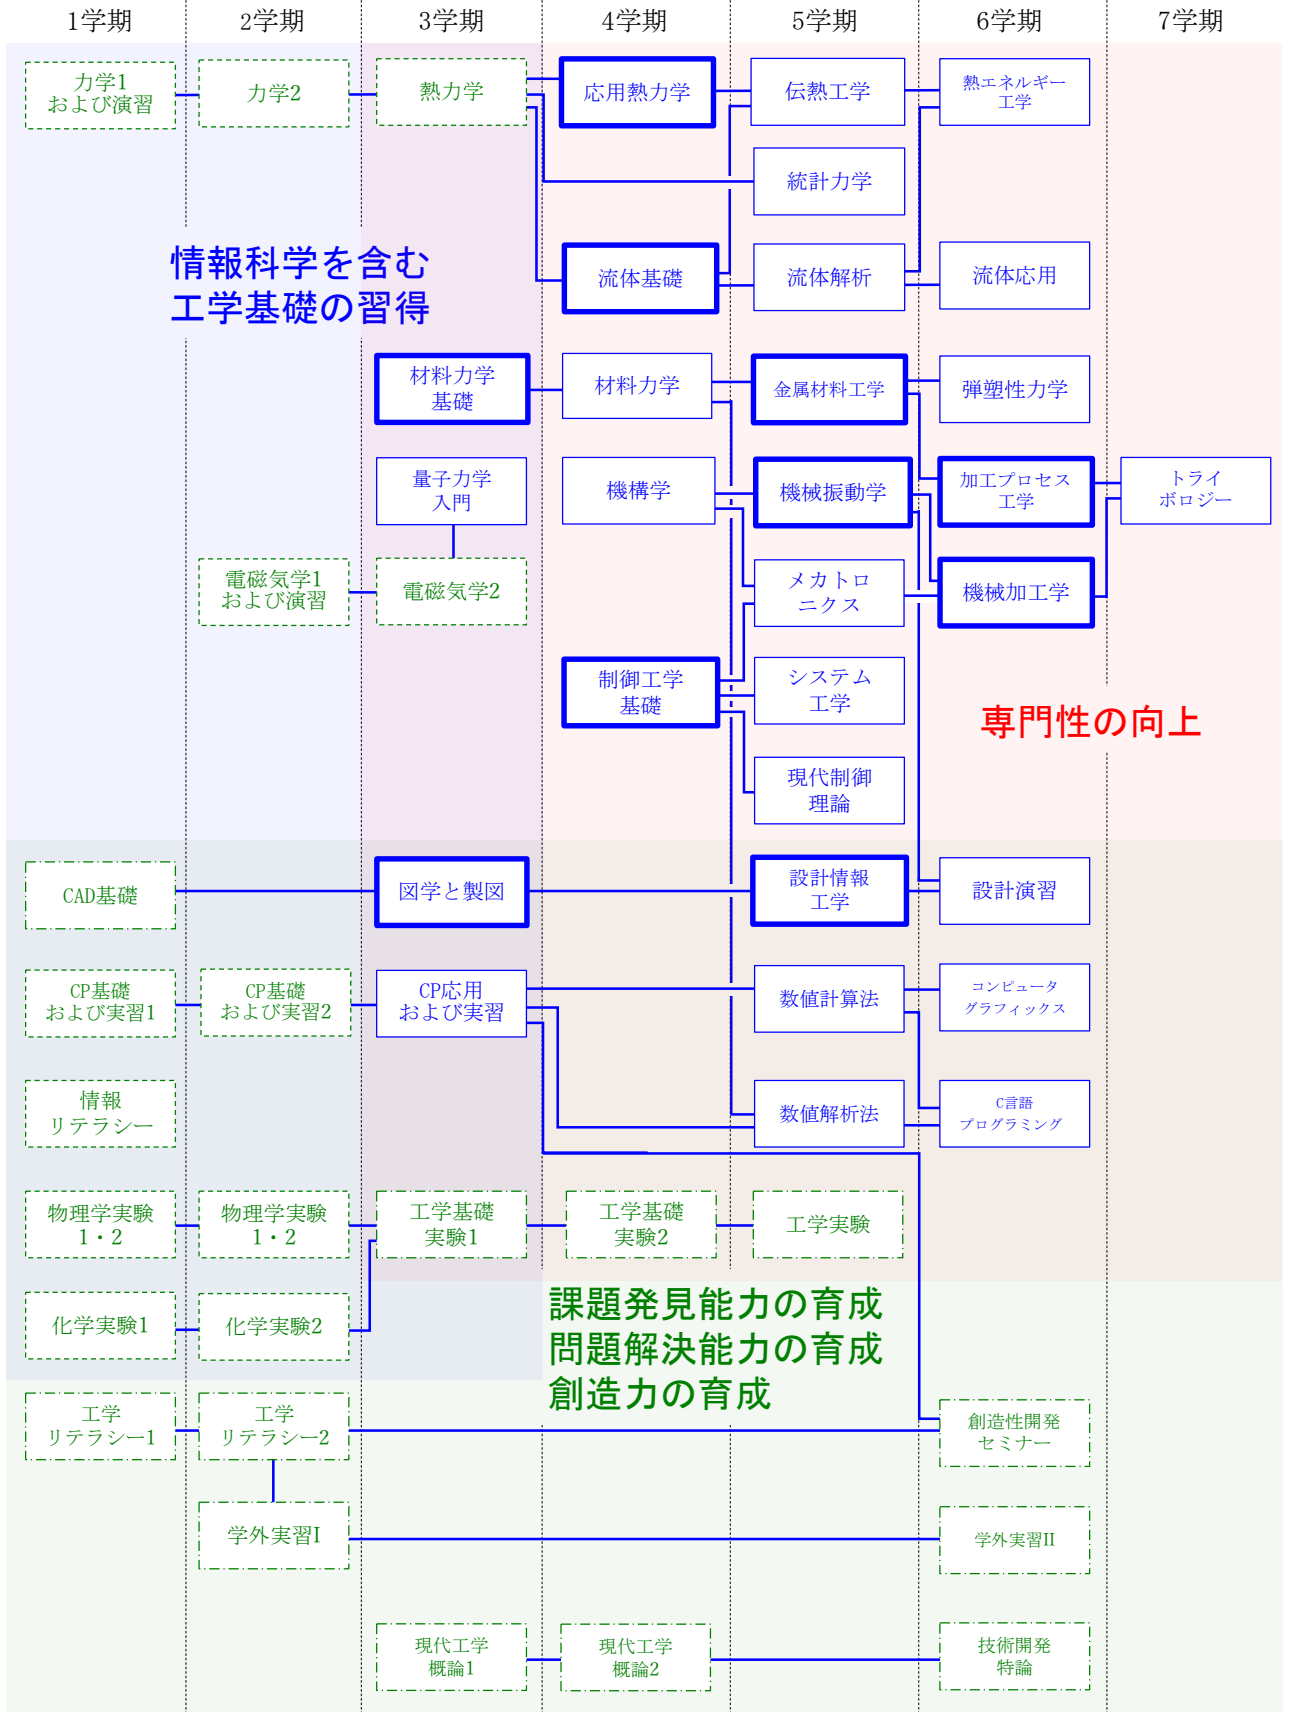 1学期
2学期
3学期
4学期
5学期
6学期
7学期
力学1
および演習
力学2
熱力学
応用熱力学
伝熱工学
熱エネルギー
工学
統計力学
情報科学を含む
工学基礎の習得
流体基礎
流体解析
流体応用
材料力学
基礎
材料力学
金属材料工学
弾塑性力学
量子力学
入門
機構学
機械振動学
加工プロセス
工学
トライ
ボロジー
電磁気学1
および演習
電磁気学2
メカトロ
ニクス
機械加工学
制御工学
基礎
システム
工学
専門性の向上
現代制御
理論
CAD基礎
図学と製図
設計情報
工学
設計演習
CP基礎
および実習1
CP基礎
および実習2
CP応用
および実習
数値計算法
コンピュータ
グラフィックス
情報
リテラシー
数値解析法
C言語
プログラミング
物理学実験
1・2
物理学実験
1・2
工学基礎
実験1
工学基礎
実験2
工学実験
化学実験1
化学実験2
課題発見能力の育成
問題解決能力の育成
創造力の育成
工学
リテラシー1
工学
リテラシー2
創造性開発
セミナー
学外実習I
学外実習II
現代工学
概論1
現代工学
概論2
技術開発
特論